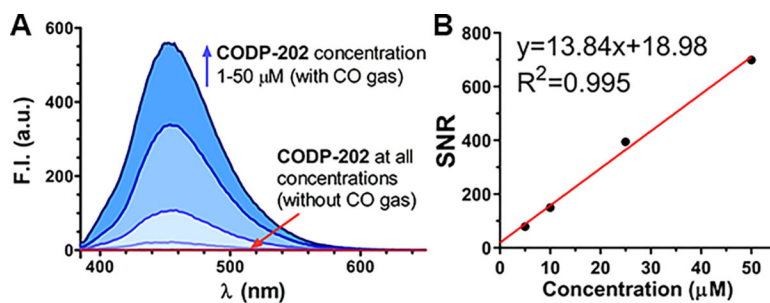 A
600
400
200
0
F.I. (a.u.)
CODP-202 concentration
1-50 μM (with CO gas)
CODP-202 at all
concentrations
(without CO gas)
400 500 600
λ (nm)
B
y=13.84x+18.98
R²=0.995
800
600
400
200
0
SNR
0 10 20 30 40 50
Concentration (μM)